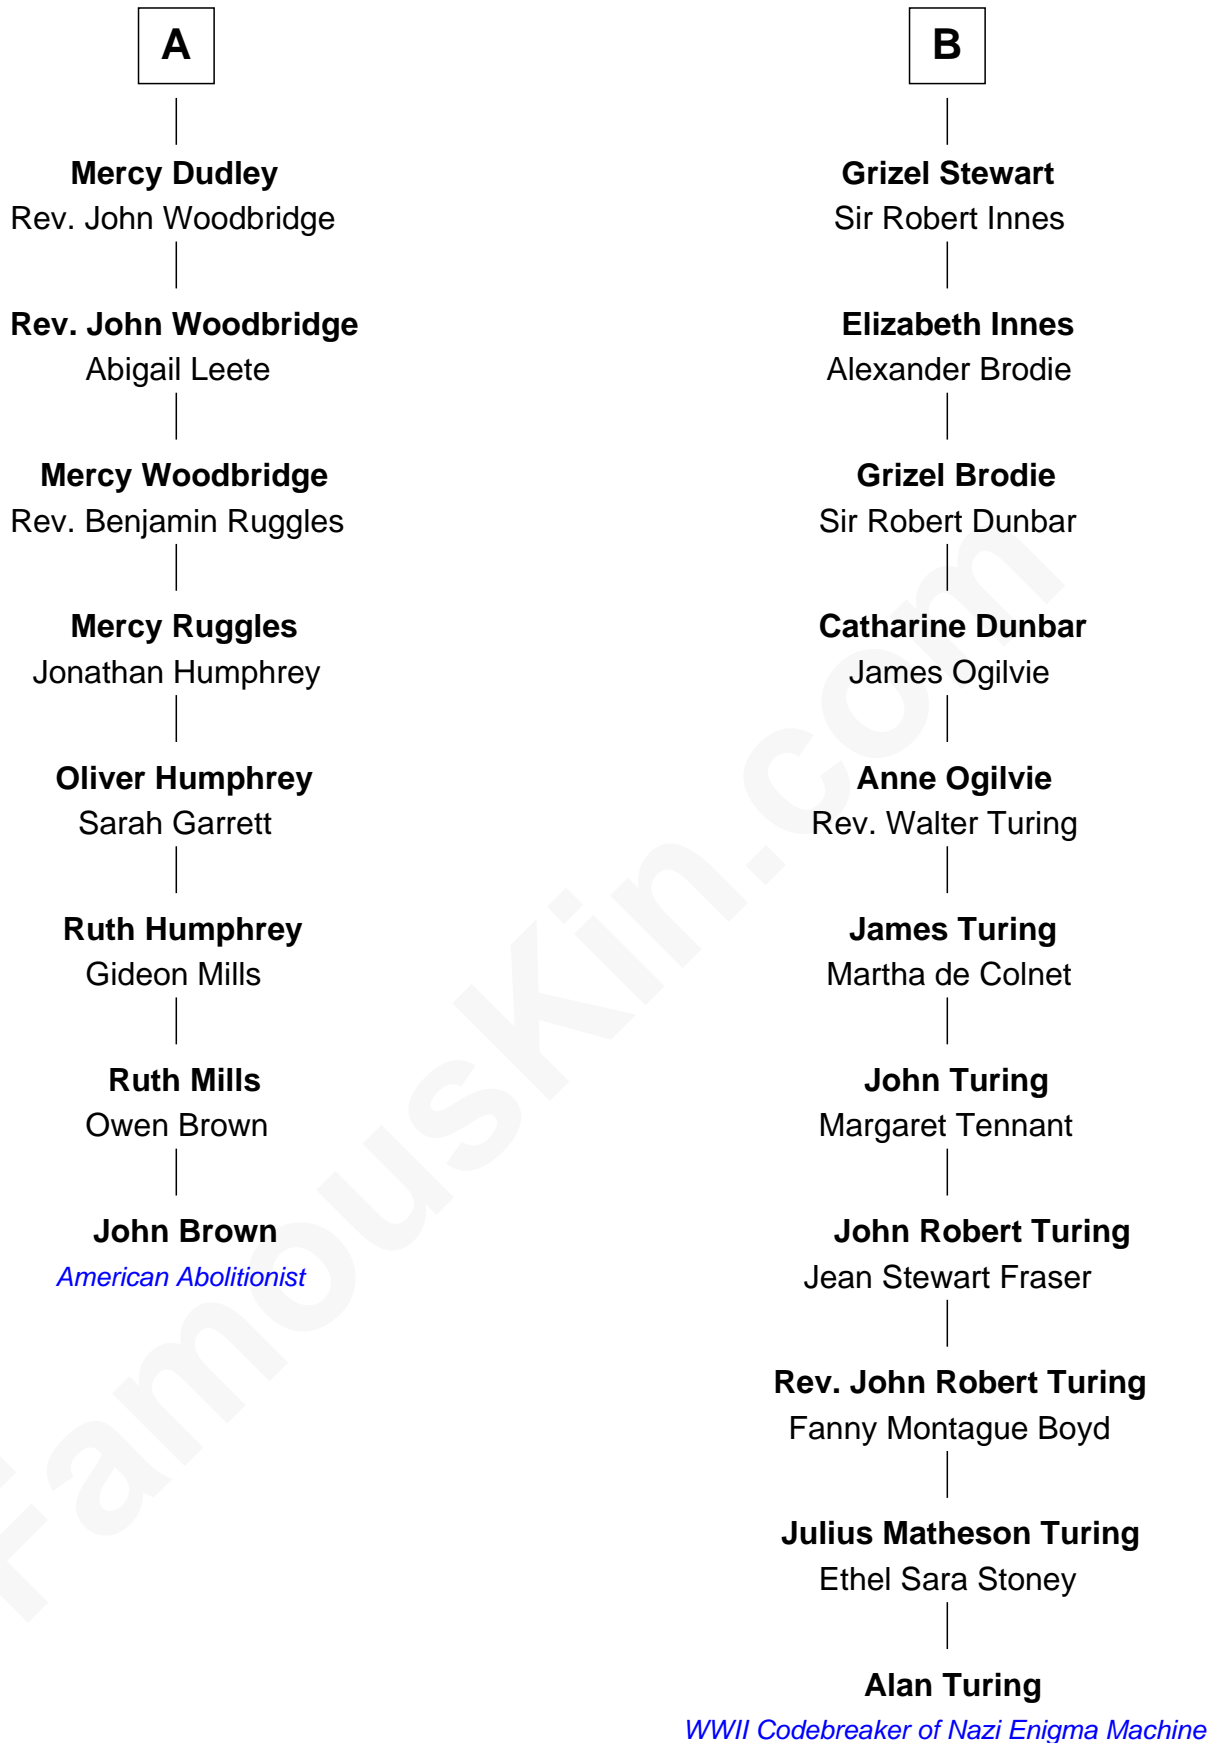 A
Mercy Dudley
Rev. John Woodbridge
Rev. John Woodbridge
Abigail Leete
Mercy Woodbridge
Rev. Benjamin Ruggles
Mercy Ruggles
Jonathan Humphrey
Oliver Humphrey
Sarah Garrett
Ruth Humphrey
Gideon Mills
Ruth Mills
Owen Brown
John Brown
American Abolitionist
B
Grizel Stewart
Sir Robert Innes
Elizabeth Innes
Alexander Brodie
Grizel Brodie
Sir Robert Dunbar
Catharine Dunbar
James Ogilvie
Anne Ogilvie
Rev. Walter Turing
James Turing
Martha de Colnet
John Turing
Margaret Tennant
John Robert Turing
Jean Stewart Fraser
Rev. John Robert Turing
Fanny Montague Boyd
Julius Matheson Turing
Ethel Sara Stoney
Alan Turing
WWII Codebreaker of Nazi Enigma Machine
FamousKin.com